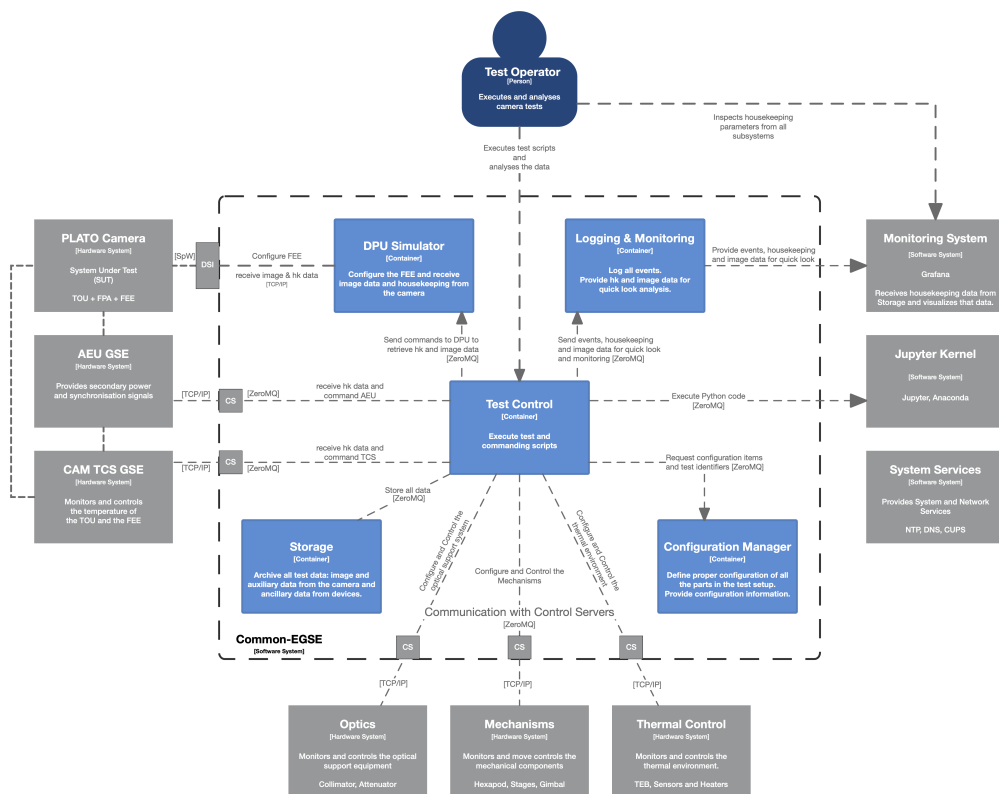 Test Operator
[Person]
Executes and analyses
camera tests
Inspects housekeeping
parameters from all
subsystems
Executes test scripts
and
analyses the data
PLATO Camera
[Hardware System]
System Under Test
(SUT)
TOU + FPA + FEE
[SpW]
DSI
Configure FEE
receive image & hk data
[TCP/IP]
DPU Simulator
[Container]
Configure the FEE and receive
image data and housekeeping from
the camera
Logging & Monitoring
[Container]
Log all events.
Provide hk and image data for
quick look analysis.
Provide events, housekeeping
and image data for quick look
Monitoring System
[Software System]
Grafana
Receives housekeeping data from
Storage and visualizes that data.
Send commands to DPU to
retrieve hk and image data
[ZeroMQ]
Send events, housekeeping
and image data for quick look
and monitoring [ZeroMQ]
AEU GSE
[Hardware System]
Provides secondary power
and synchronisation signals
[TCP/IP]
CS
[ZeroMQ]
receive hk data and
command AEU
Test Control
[Container]
Execute test and
commanding scripts
Execute Python code
[ZeroMQ]
Jupyter Kernel
[Software System]
Jupyter, Anaconda
CAM TCS GSE
[Hardware System]
Monitors and controls
the temperature of
the TOU and the FEE
[TCP/IP]
CS
[ZeroMQ]
receive hk data and
command TCS
Request configuration items
and test identifiers [ZeroMQ]
System Services
[Software System]
Provides System and Network
Services
NTP, DNS, CUPS
Store all data
[ZeroMQ]
Storage
[Container]
Archive all test data: image and
auxiliary data from the camera and
ancillary data from devices.
Configure and Control the
optical support system
Configure and Control the
Mechanisms
Configure and Control the
thermal environment.
Configuration Manager
[Container]
Define proper configuration of all
the parts in the test setup.
Provide configuration information.
Communication with Control Servers
[ZeroMQ]
Common-EGSE
[Software System]
CS
CS
CS
[TCP/IP]
[TCP/IP]
[TCP/IP]
Optics
[Hardware System]
Monitors and controls the optical
support equipment
Collimator, Attenuator
Mechanisms
[Hardware System]
Monitors and move controls the
mechanical components
Hexapod, Stages, Gimbal
Thermal Control
[Hardware System]
Monitors and controls the
thermal environment.
TEB, Sensors and Heaters